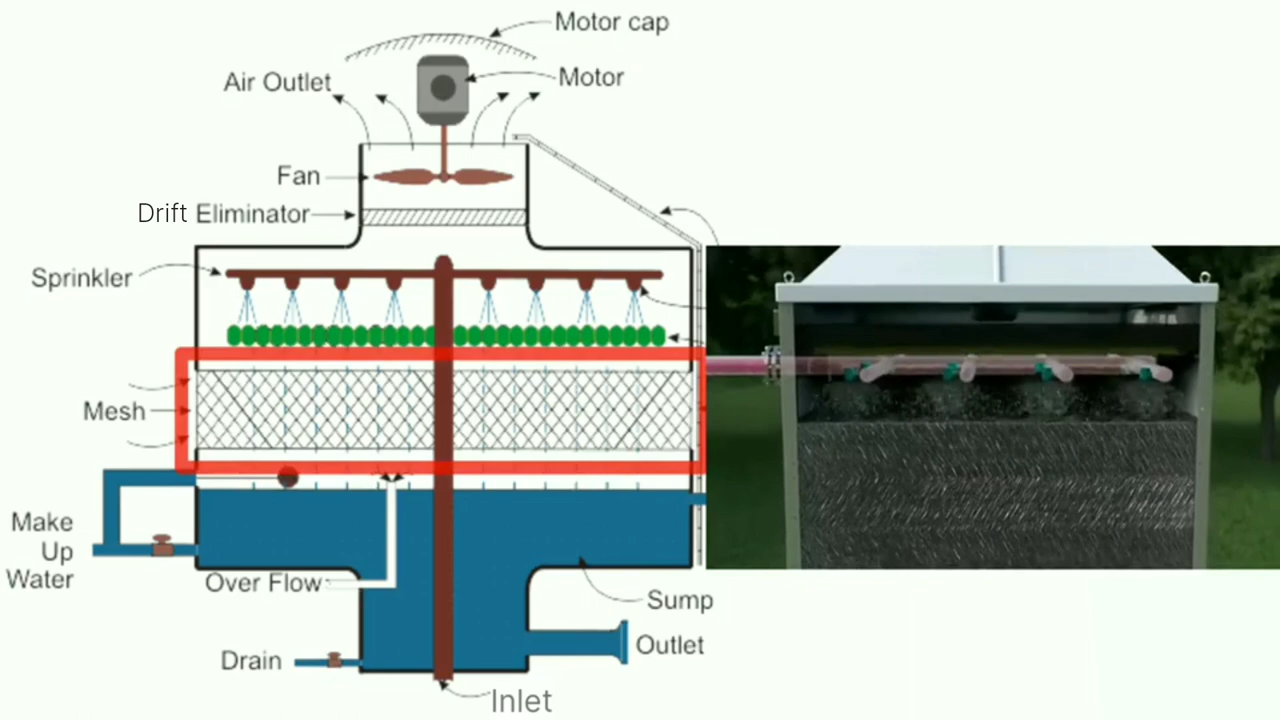 Motor cap
Air Outlet
Motor
Fan
Drift Eliminator
Sprinkler
Mesh
Make
Up
Water
Over Flow
Sump
Outlet
Drain
Inlet